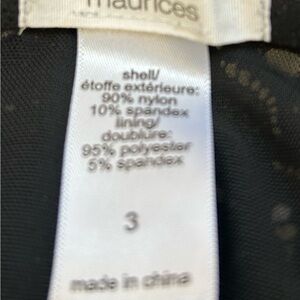 maurices
shell/
étoffe extérieure:
90% nylon
10% spandex
lining/
doublure:
95% polyester
5% spandex
3
made in china